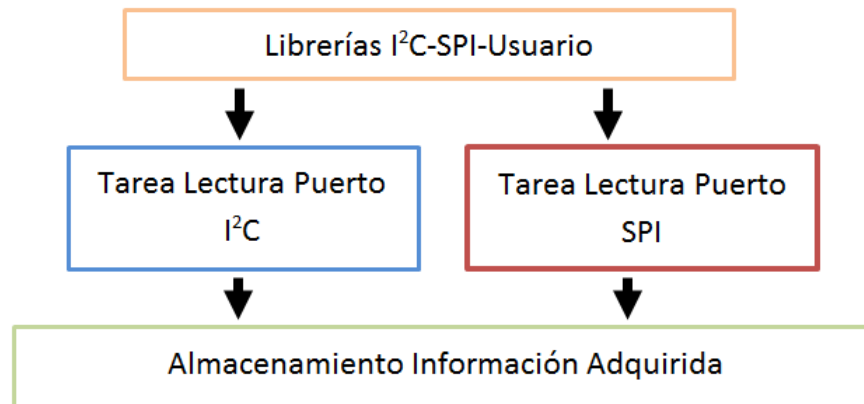 Librerías I²C-SPI-Usuario
Tarea Lectura Puerto
I²C
Tarea Lectura Puerto
SPI
Almacenamiento Información Adquirida